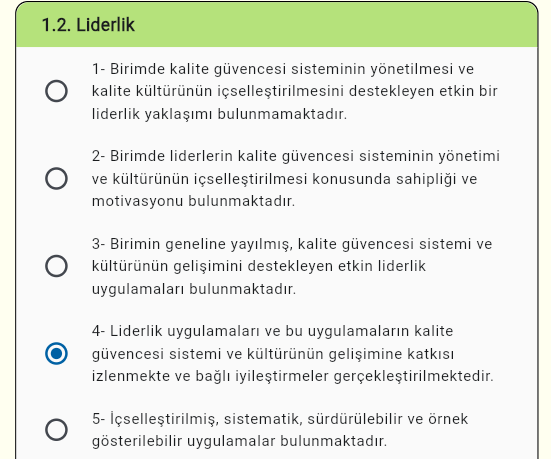 1.2. Liderlik
1- Birimde kalite güvencesi sisteminin yönetilmesi ve
kalite kültürünün içselleştirilmesini destekleyen etkin bir
liderlik yaklaşımı bulunmamaktadır.
2- Birimde liderlerin kalite güvencesi sisteminin yönetimi
ve kültürünün içselleştirilmesi konusunda sahipliği ve
motivasyonu bulunmaktadır.
3- Birimin geneline yayılmış, kalite güvencesi sistemi ve
kültürünün gelişimini destekleyen etkin liderlik
uygulamaları bulunmaktadır.
4- Liderlik uygulamaları ve bu uygulamaların kalite
güvencesi sistemi ve kültürünün gelişimine katkısı
izlenmekte ve bağlı iyileştirmeler gerçekleştirilmektedir.
5- İçselleştirilmiş, sistematik, sürdürülebilir ve örnek
gösterilebilir uygulamalar bulunmaktadır.